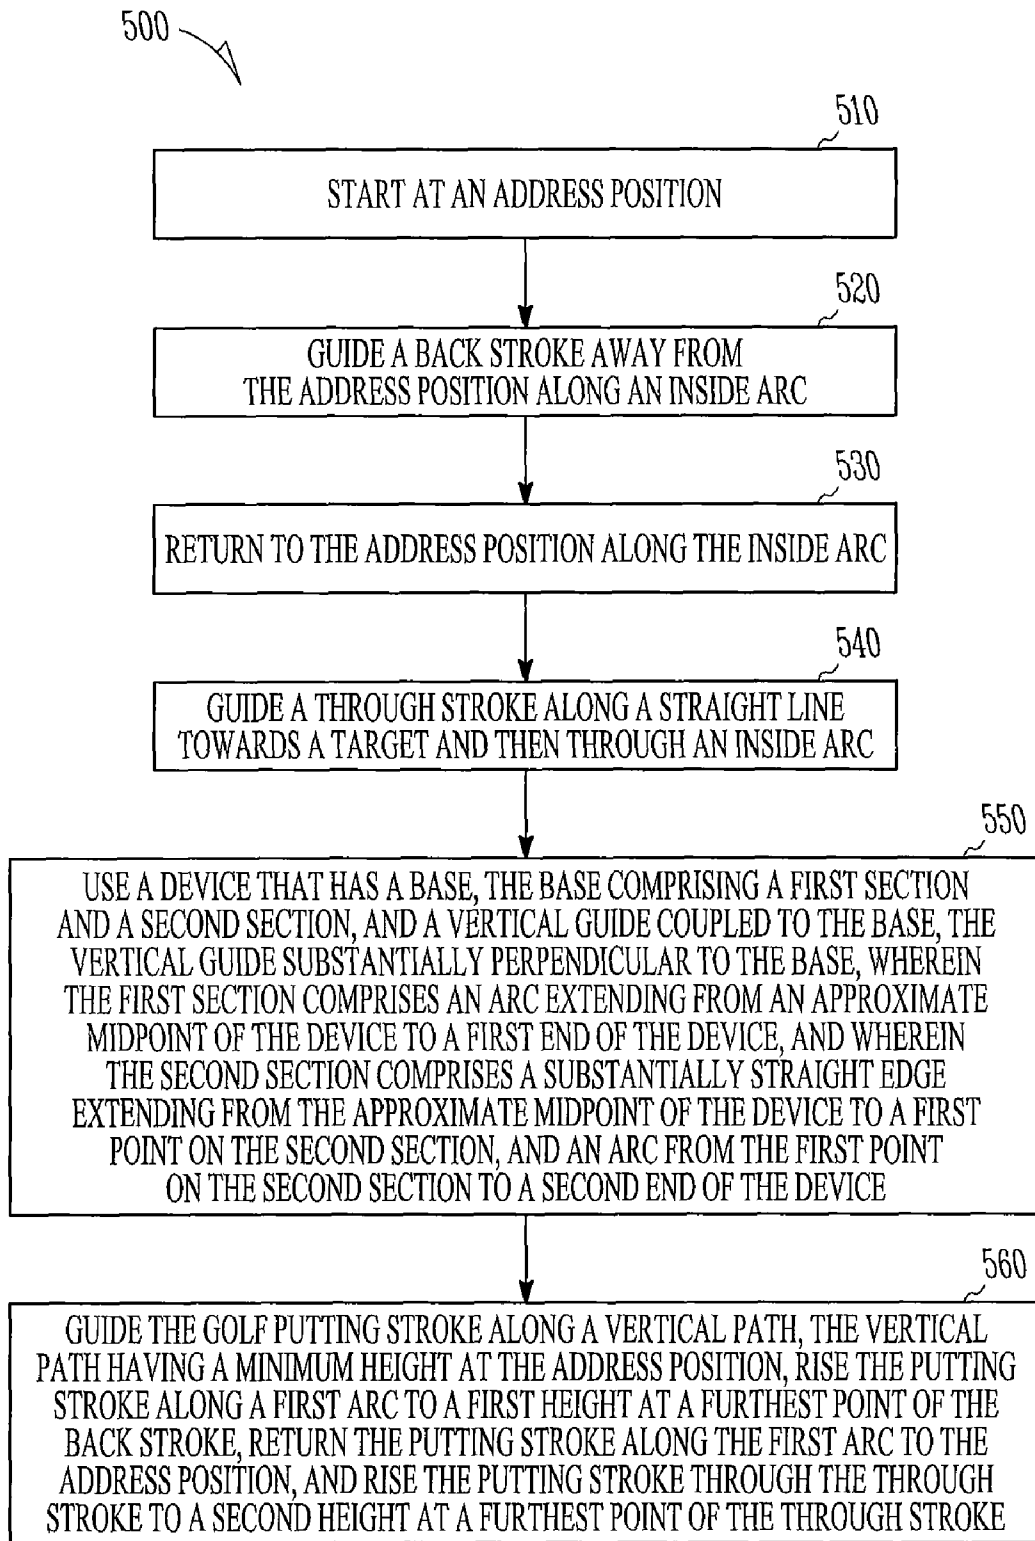 500
510
START AT AN ADDRESS POSITION
520
GUIDE A BACK STROKE AWAY FROM
THE ADDRESS POSITION ALONG AN INSIDE ARC
530
RETURN TO THE ADDRESS POSITION ALONG THE INSIDE ARC
540
GUIDE A THROUGH STROKE ALONG A STRAIGHT LINE
TOWARDS A TARGET AND THEN THROUGH AN INSIDE ARC
550
USE A DEVICE THAT HAS A BASE, THE BASE COMPRISING A FIRST SECTION
AND A SECOND SECTION, AND A VERTICAL GUIDE COUPLED TO THE BASE, THE
VERTICAL GUIDE SUBSTANTIALLY PERPENDICULAR TO THE BASE, WHEREIN
THE FIRST SECTION COMPRISES AN ARC EXTENDING FROM AN APPROXIMATE
MIDPOINT OF THE DEVICE TO A FIRST END OF THE DEVICE, AND WHEREIN
THE SECOND SECTION COMPRISES A SUBSTANTIALLY STRAIGHT EDGE
EXTENDING FROM THE APPROXIMATE MIDPOINT OF THE DEVICE TO A FIRST
POINT ON THE SECOND SECTION, AND AN ARC FROM THE FIRST POINT
ON THE SECOND SECTION TO A SECOND END OF THE DEVICE
560
GUIDE THE GOLF PUTTING STROKE ALONG A VERTICAL PATH, THE VERTICAL
PATH HAVING A MINIMUM HEIGHT AT THE ADDRESS POSITION, RISE THE PUTTING
STROKE ALONG A FIRST ARC TO A FIRST HEIGHT AT A FURTHEST POINT OF THE
BACK STROKE, RETURN THE PUTTING STROKE ALONG THE FIRST ARC TO THE
ADDRESS POSITION, AND RISE THE PUTTING STROKE THROUGH THE THROUGH
STROKE TO A SECOND HEIGHT AT A FURTHEST POINT OF THE THROUGH STROKE